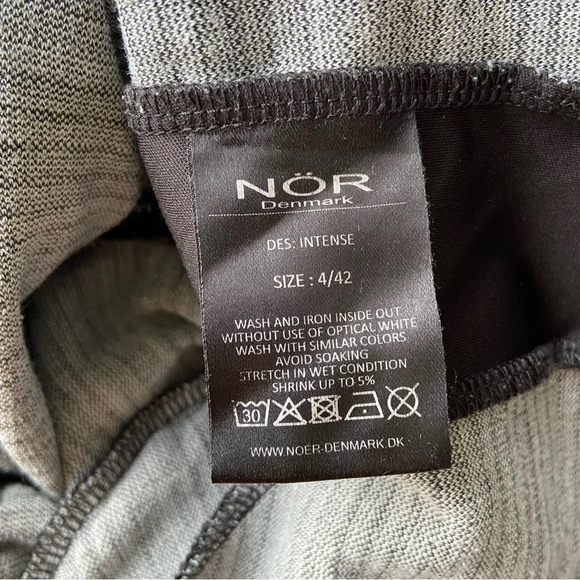 NÖR
Denmark
DES: INTENSE
SIZE : 4/42
WASH AND IRON INSIDE OUT
WITHOUT USE OF OPTICAL WHITE
WASH WITH SIMILAR COLORS
AVOID SOAKING
STRETCH IN WET CONDITION
SHRINK UP TO 5%
30
WWW.NOER-DENMARK.DK